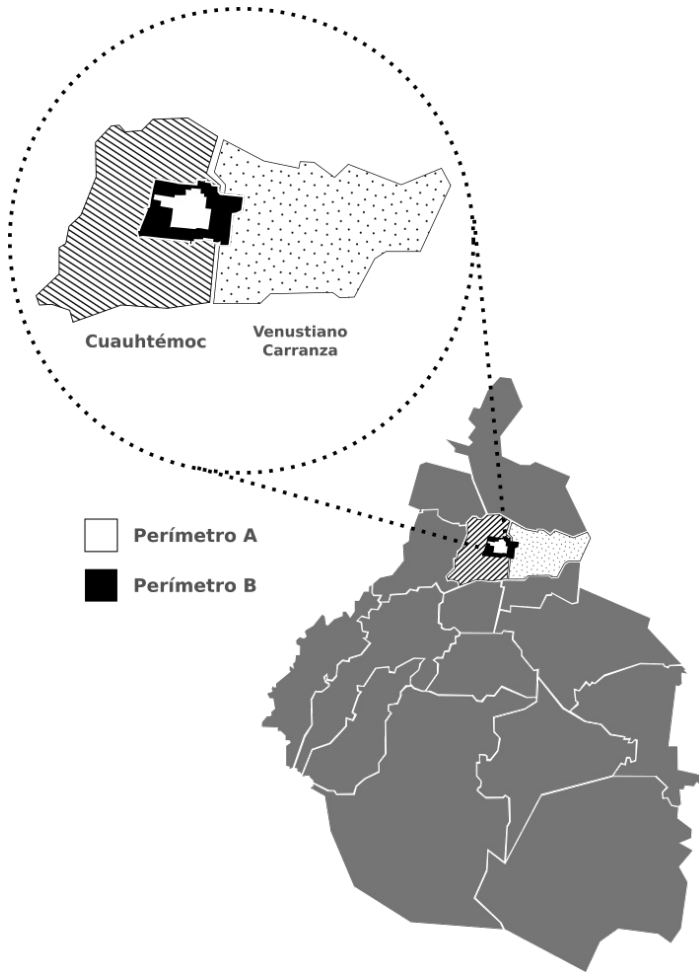 Cuauhtémoc
Venustiano
Carranza
Perímetro A
Perímetro B